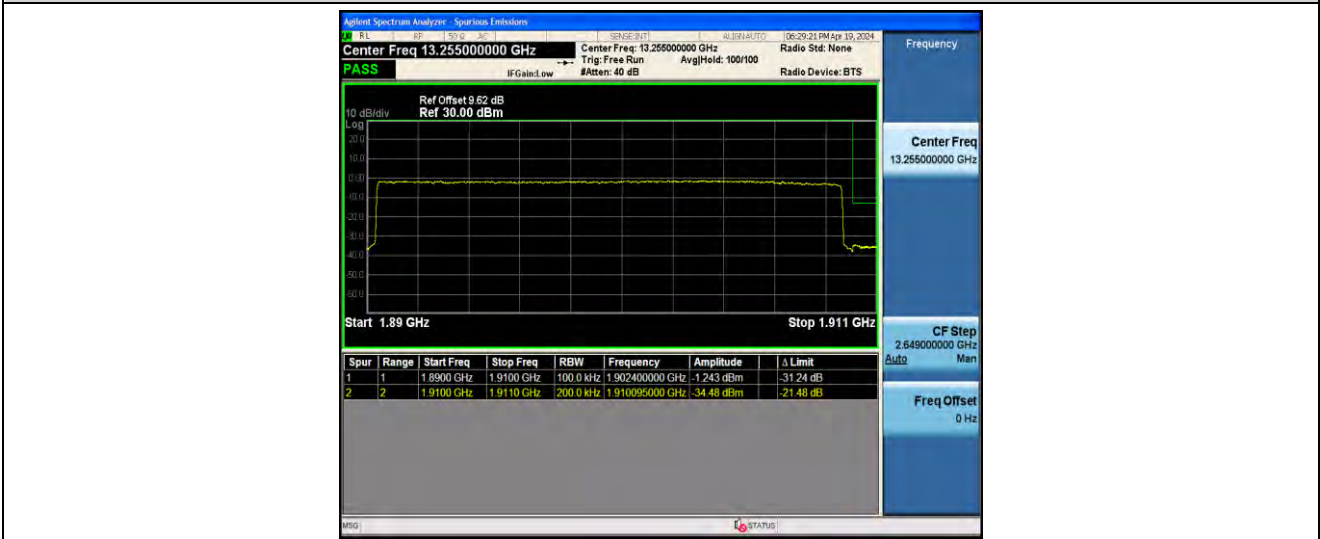 Agilent Spectrum Analyzer - Spurious Emissions
RL RF 50 Ω AC SENSE:INT ALIGNAUTO 06:29:21 PM Apr 19, 2024
Center Freq 13.255000000 GHz Center Freq: 13.255000000 GHz Radio Std: None Frequency
Trig: Free Run Avg|Hold: 100/100
PASS IFGain:Low #Atten: 40 dB Radio Device: BTS
Ref Offset 9.62 dB
10 dB/div Ref 30.00 dBm
Log
20.0
10.0
0.00
-10.0
-20.0
-30.0
-40.0
-50.0
-60.0
Start 1.89 GHz Stop 1.911 GHz
Center Freq
13.255000000 GHz
CF Step
2.649000000 GHz
Auto Man
Freq Offset
0 Hz
Spur Range Start Freq Stop Freq RBW Frequency Amplitude Δ Limit
1 1 1.8900 GHz 1.9100 GHz 100.0 kHz 1.902400000 GHz -1.243 dBm -31.24 dB
2 2 1.9100 GHz 1.9110 GHz 200.0 kHz 1.910095000 GHz -34.48 dBm -21.48 dB
MSG STATUS